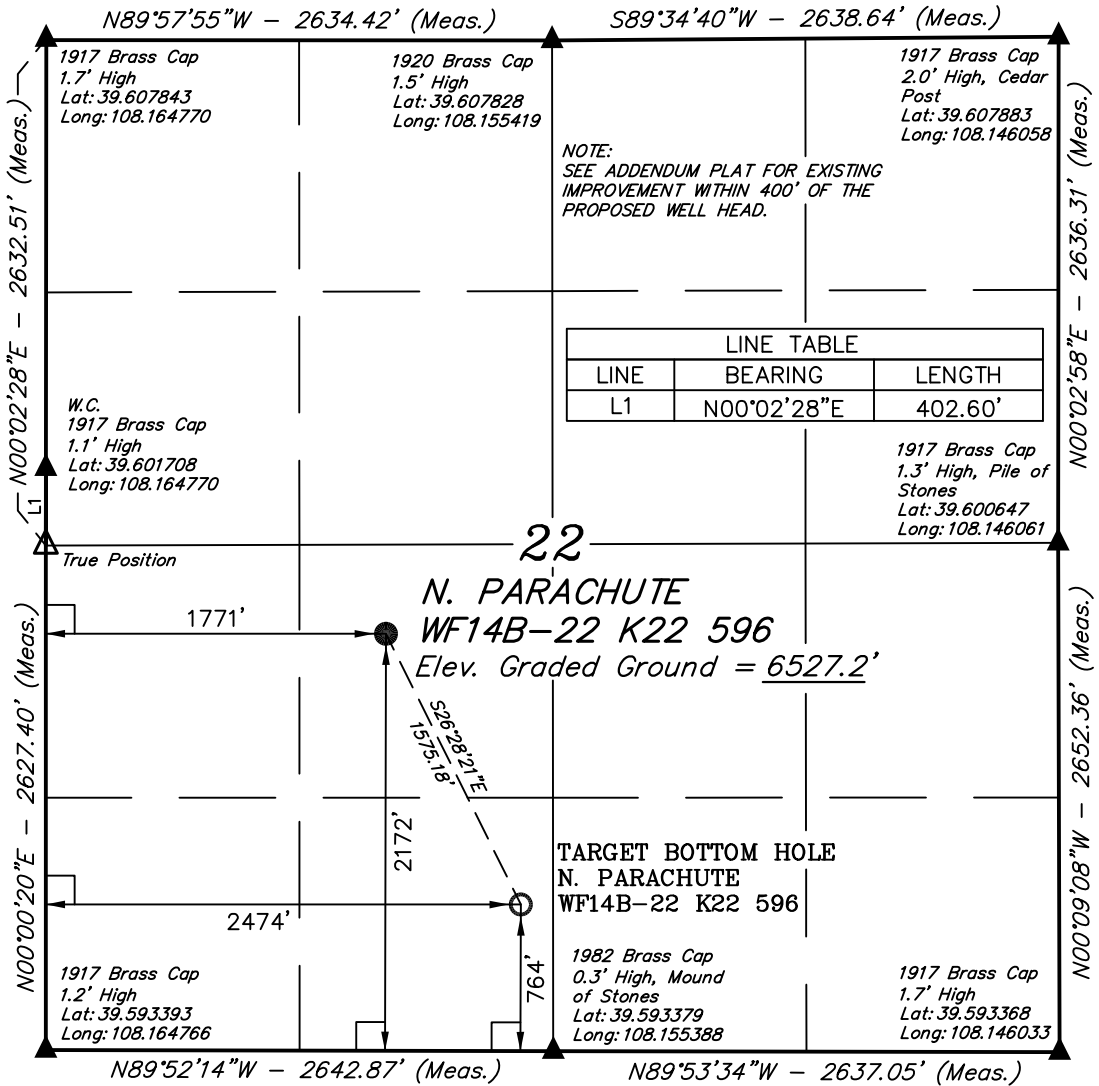 N89°57'55"W - 2634.42' (Meas.)
S89°34'40"W - 2638.64' (Meas.)
1917 Brass Cap
1.7' High
Lat: 39.607843
Long: 108.164770
1920 Brass Cap
1.5' High
Lat: 39.607828
Long: 108.155419
1917 Brass Cap
2.0' High, Cedar
Post
Lat: 39.607883
Long: 108.146058
NOTE:
SEE ADDENDUM PLAT FOR EXISTING
IMPROVEMENT WITHIN 400' OF THE
PROPOSED WELL HEAD.
N00°02'28"E - 2632.51' (Meas.)
N00°02'58"E - 2636.31' (Meas.)
LINE TABLE
LINE BEARING LENGTH
L1 N00°02'28"E 402.60'
W.C.
1917 Brass Cap
1.1' High
Lat: 39.601708
Long: 108.164770
L1
1917 Brass Cap
1.3' High, Pile of
Stones
Lat: 39.600647
Long: 108.146061
True Position
22
N. PARACHUTE
WF14B-22 K22 596
Elev. Graded Ground = 6527.2'
1771'
S26°28'21"E
1575.18'
2172'
N00°00'20"E - 2627.40' (Meas.)
N00°09'08"W - 2652.36' (Meas.)
TARGET BOTTOM HOLE
N. PARACHUTE
WF14B-22 K22 596
2474'
764'
1917 Brass Cap
1.2' High
Lat: 39.593393
Long: 108.164766
1982 Brass Cap
0.3' High, Mound
of Stones
Lat: 39.593379
Long: 108.155388
1917 Brass Cap
1.7' High
Lat: 39.593368
Long: 108.146033
N89°52'14"W - 2642.87' (Meas.)
N89°53'34"W - 2637.05' (Meas.)